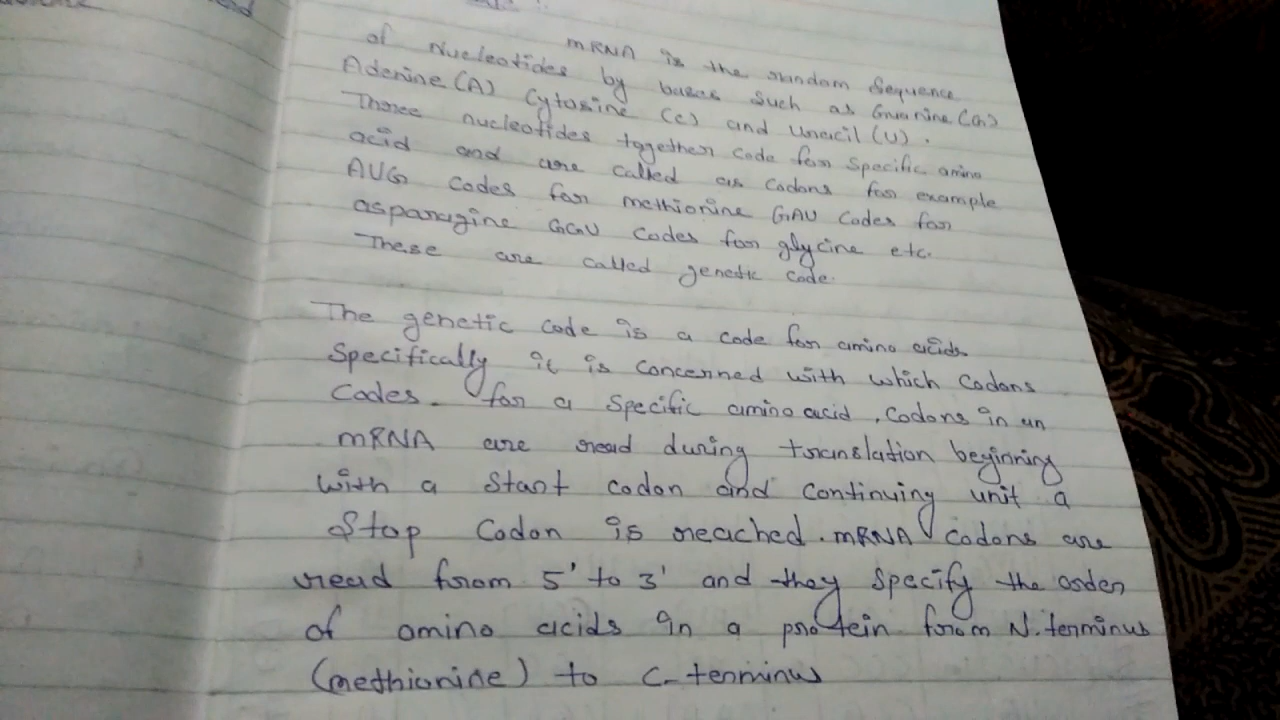 mRNA is the random Sequence
of Nucleotides by bases such as Guanine (G)
Adenine (A) Cytosine (c) and Uracil (U).
Three nucleotides together Code for Specific amino
acid and are called as Codons for example
AUG Codes for methionine GAU Codes for
asparagine GGU Codes for glycine etc.
These are called genetic code.
The genetic code is a code for amino acids.
Specifically it is concerned with which Codons
Codes for a Specific amino acid. Codons in an
mRNA are read during translation beginning
with a Start codon and continuing unit a
Stop Codon is reached. mRNA codons are
read from 5' to 3' and they Specify the order
of amino acids in a protein from N. terminus
(methionine) to C- terminus